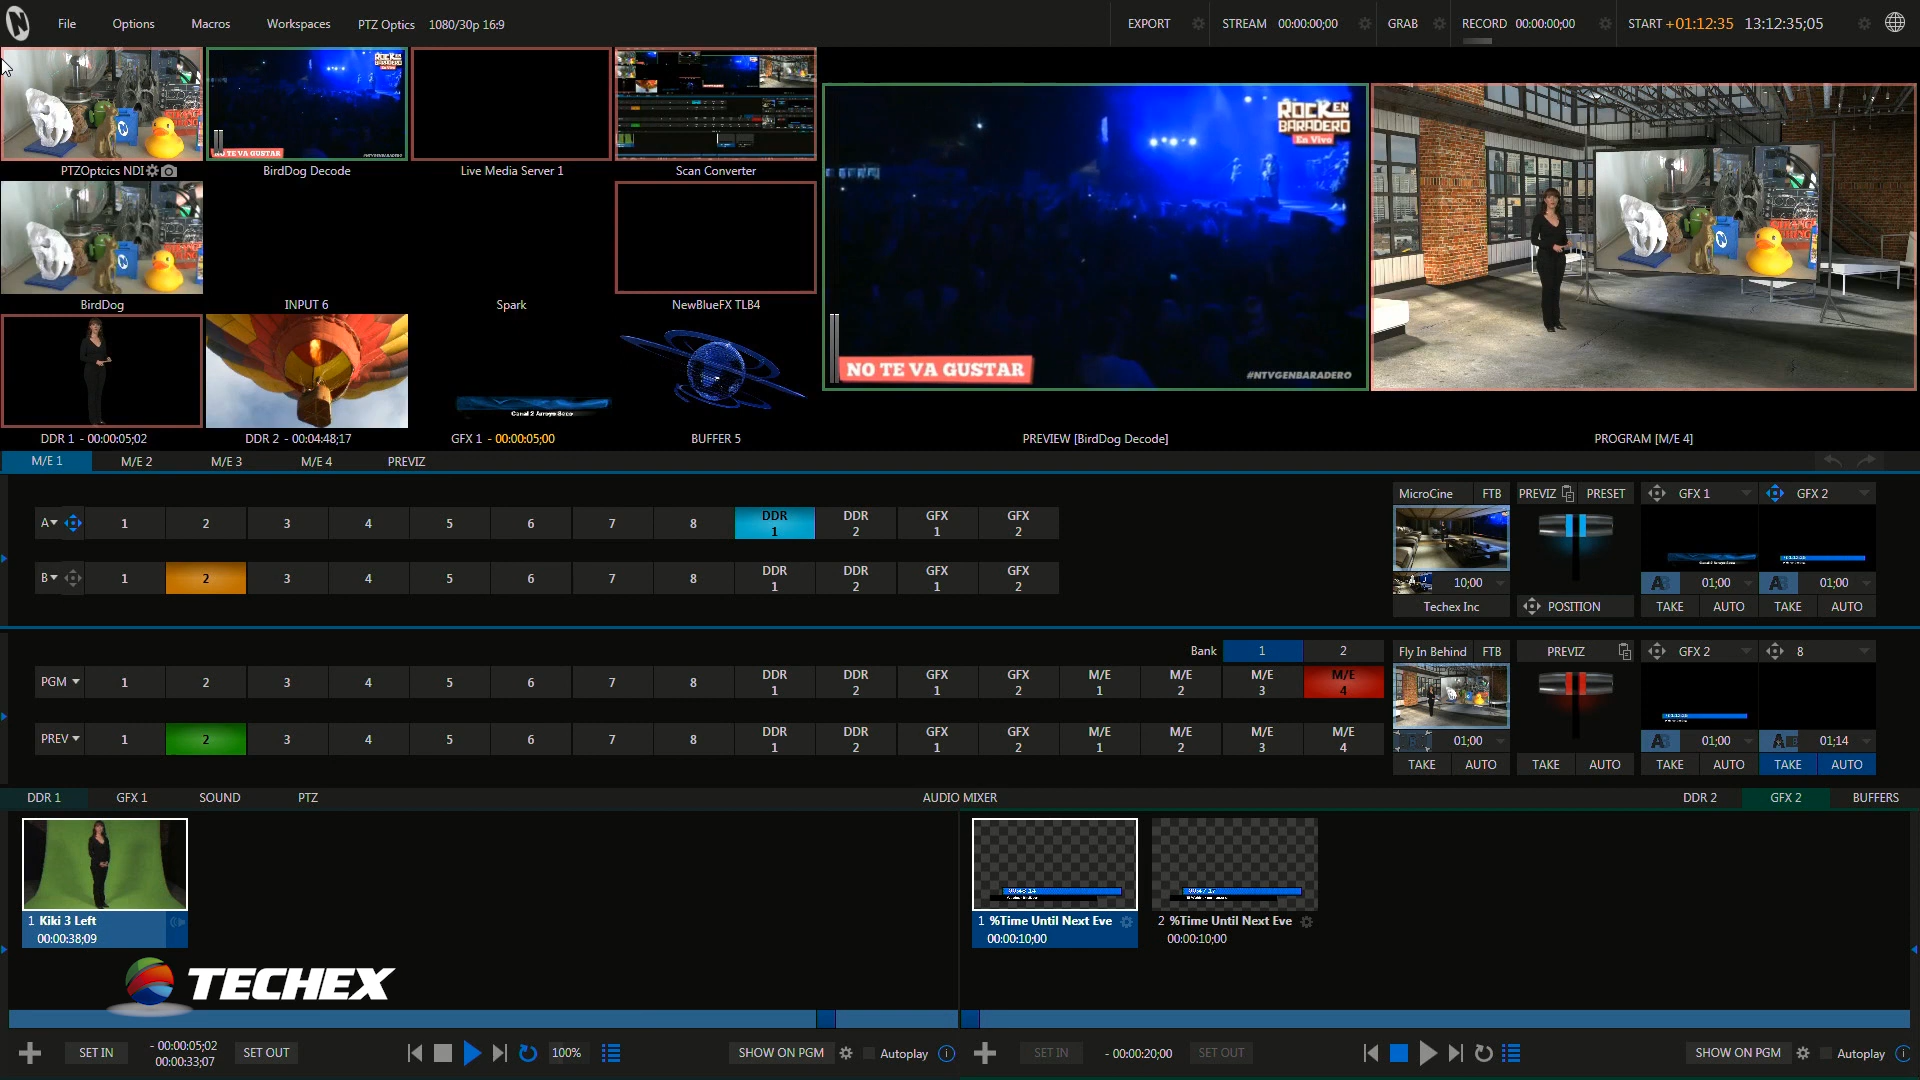 File Options Macros Workspaces PTZ Optics 1080/30p 16:9 EXPORT STREAM 00:00:00;00 GRAB RECORD 00:00:00;00 START +01:12:35 13:12:35;05
PTZOptcics NDI BirdDog Decode Live Media Server 1 Scan Converter
BirdDog INPUT 6 Spark NewBlueFX TLB4
NO TE VA GUSTAR
Canal 2 Arroyo Seco
DDR 1 - 00:00:05;02 DDR 2 - 00:04:48;17 GFX 1 - 00:00:05;00 BUFFER 5
ROCK EN
BARADERO
En Vivo
NO TE VA GUSTAR
#NTVGENBARADERO
PREVIEW [BirdDog Decode] PROGRAM [M/E 4]
M/E 1 M/E 2 M/E 3 M/E 4 PREVIZ
A 1 2 3 4 5 6 7 8 DDR 1 DDR 2 GFX 1 GFX 2
B 1 2 3 4 5 6 7 8 DDR 1 DDR 2 GFX 1 GFX 2
MicroCine FTB PREVIZ PRESET GFX 1 GFX 2
10;00 01;00 01;00
Techex Inc POSITION TAKE AUTO TAKE AUTO
Bank 1 2
PGM 1 2 3 4 5 6 7 8 DDR 1 DDR 2 GFX 1 GFX 2 M/E 1 M/E 2 M/E 3 M/E 4
PREV 1 2 3 4 5 6 7 8 DDR 1 DDR 2 GFX 1 GFX 2 M/E 1 M/E 2 M/E 3 M/E 4
Fly In Behind FTB PREVIZ GFX 2 8
01;00 01;00 01;14
TAKE AUTO TAKE AUTO TAKE AUTO TAKE AUTO
DDR 1 GFX 1 SOUND PTZ AUDIO MIXER DDR 2 GFX 2 BUFFERS
1 Kiki 3 Left
00:00:38;09
1 %Time Until Next Eve
00:00:10;00
2 %Time Until Next Eve
00:00:10;00
TECHEX
SET IN - 00:00:05;02 00:00:33;07 SET OUT 100% SHOW ON PGM Autoplay
SET IN - 00:00:20;00 SET OUT SHOW ON PGM Autoplay